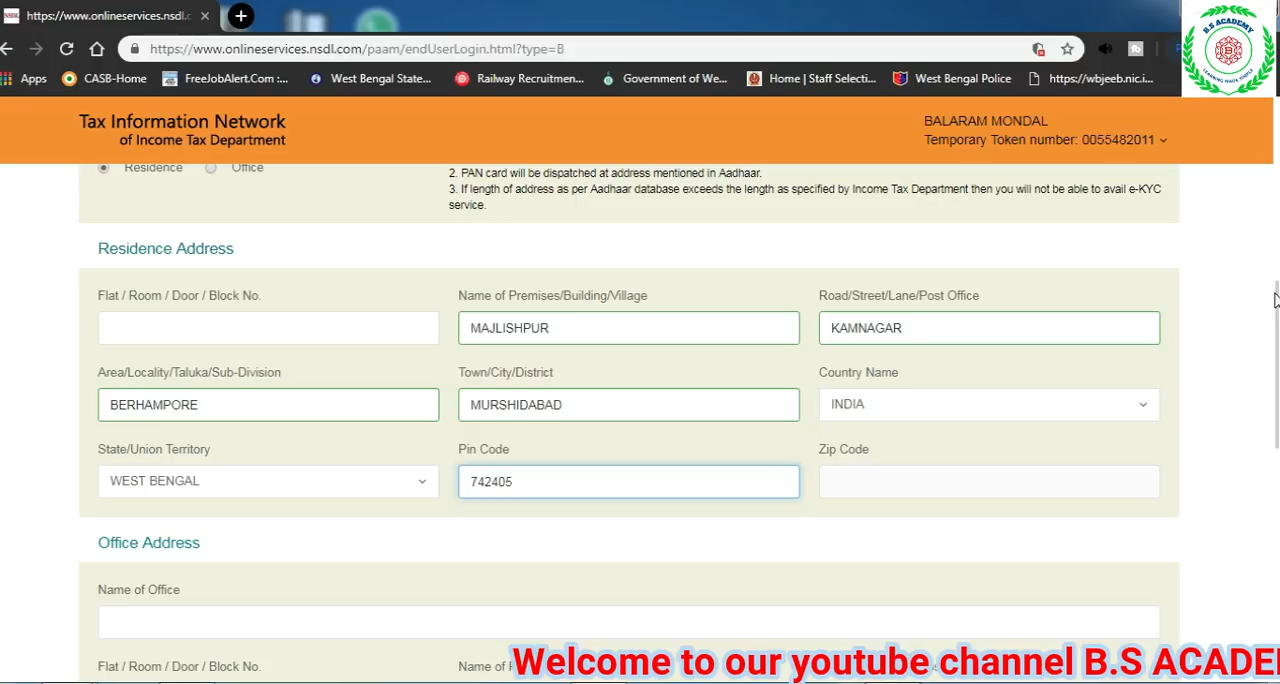 https://www.onlineservices.nsdl.c
https://www.onlineservices.nsdl.com/paam/endUserLogin.html?type=B
Apps CASB-Home FreeJobAlert.Com :... West Bengal State... Railway Recruitmen... Government of We... Home | Staff Selecti... West Bengal Police https://wbjeeb.nic.i...
B.S ACADEMY
LEARNING MADE SIMPLE
Tax Information Network
of Income Tax Department
BALARAM MONDAL
Temporary Token number: 0055482011
Residence Office
2. PAN card will be dispatched at address mentioned in Aadhaar.
3. If length of address as per Aadhaar database exceeds the length as specified by Income Tax Department then you will not be able to avail e-KYC
service.
Residence Address
Flat / Room / Door / Block No. Name of Premises/Building/Village Road/Street/Lane/Post Office
MAJLISHPUR KAMNAGAR
Area/Locality/Taluka/Sub-Division Town/City/District Country Name
BERHAMPORE MURSHIDABAD INDIA
State/Union Territory Pin Code Zip Code
WEST BENGAL 742405
Office Address
Name of Office
Flat / Room / Door / Block No. Name of
Welcome to our youtube channel B.S ACADE